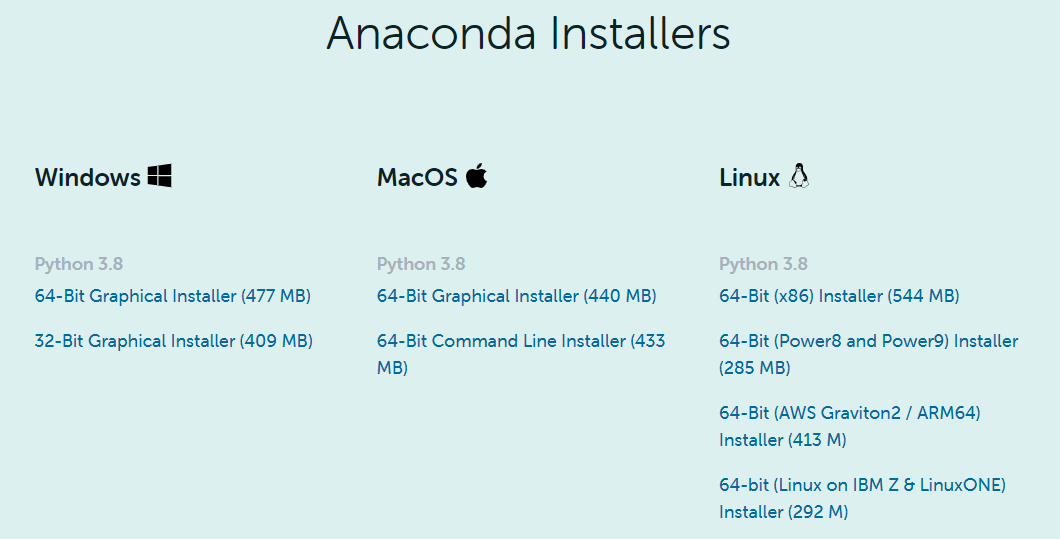 Anaconda Installers
Windows
Python 3.8
64-Bit Graphical Installer (477 MB)
32-Bit Graphical Installer (409 MB)
MacOS
Python 3.8
64-Bit Graphical Installer (440 MB)
64-Bit Command Line Installer (433
MB)
Linux
Python 3.8
64-Bit (x86) Installer (544 MB)
64-Bit (Power8 and Power9) Installer
(285 MB)
64-Bit (AWS Graviton2 / ARM64)
Installer (413 M)
64-bit (Linux on IBM Z & LinuxONE)
Installer (292 M)